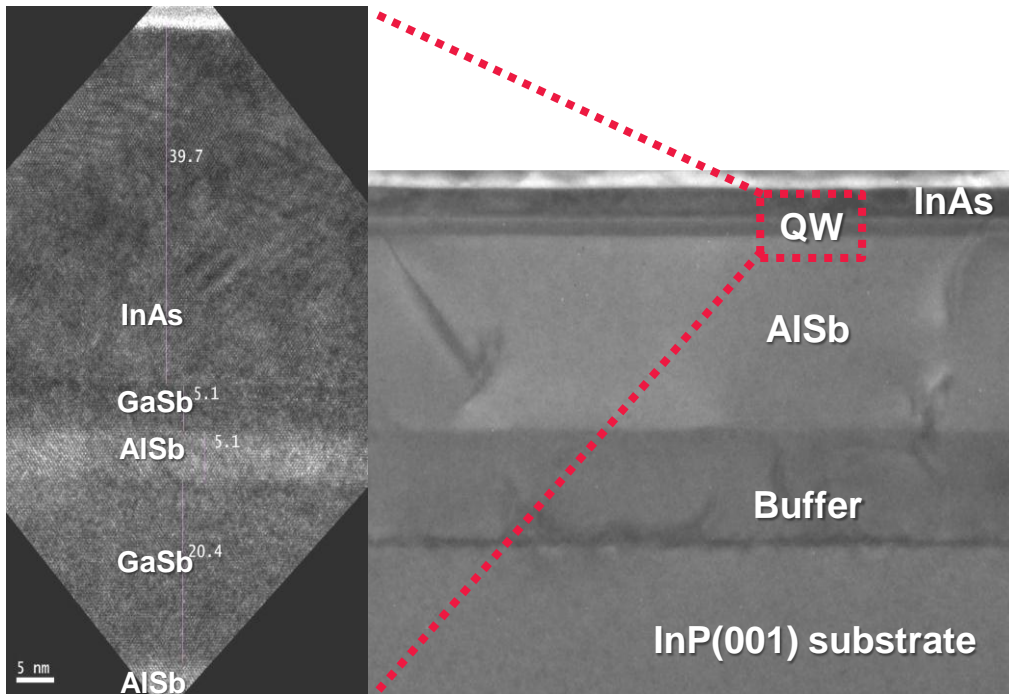 39.7
InAs
GaSb 5.1
AlSb 5.1
GaSb 20.4
5 nm
AlSb
InAs
QW
AlSb
Buffer
InP(001) substrate